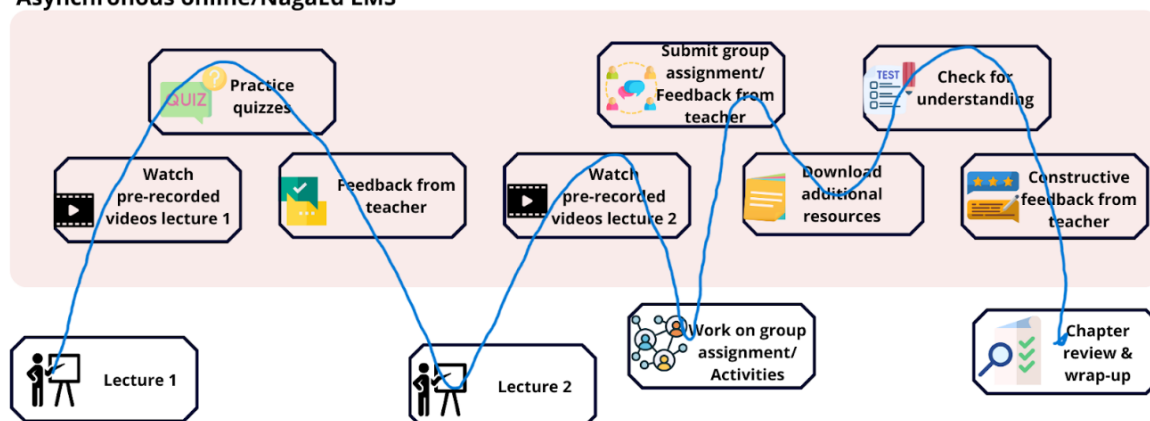 Asynchronous online/NagaEd LMS
Practice
quizzes
QUIZ
?
Submit group
assignment/
Feedback from
teacher
TEST
Check for
understanding
Watch
pre-recorded
videos lecture 1
Feedback from
teacher
Watch
pre-recorded
videos lecture 2
Download
additional
resources
Constructive
feedback from
teacher
Lecture 1
Lecture 2
Work on group
assignment/
Activities
Chapter
review &
wrap-up